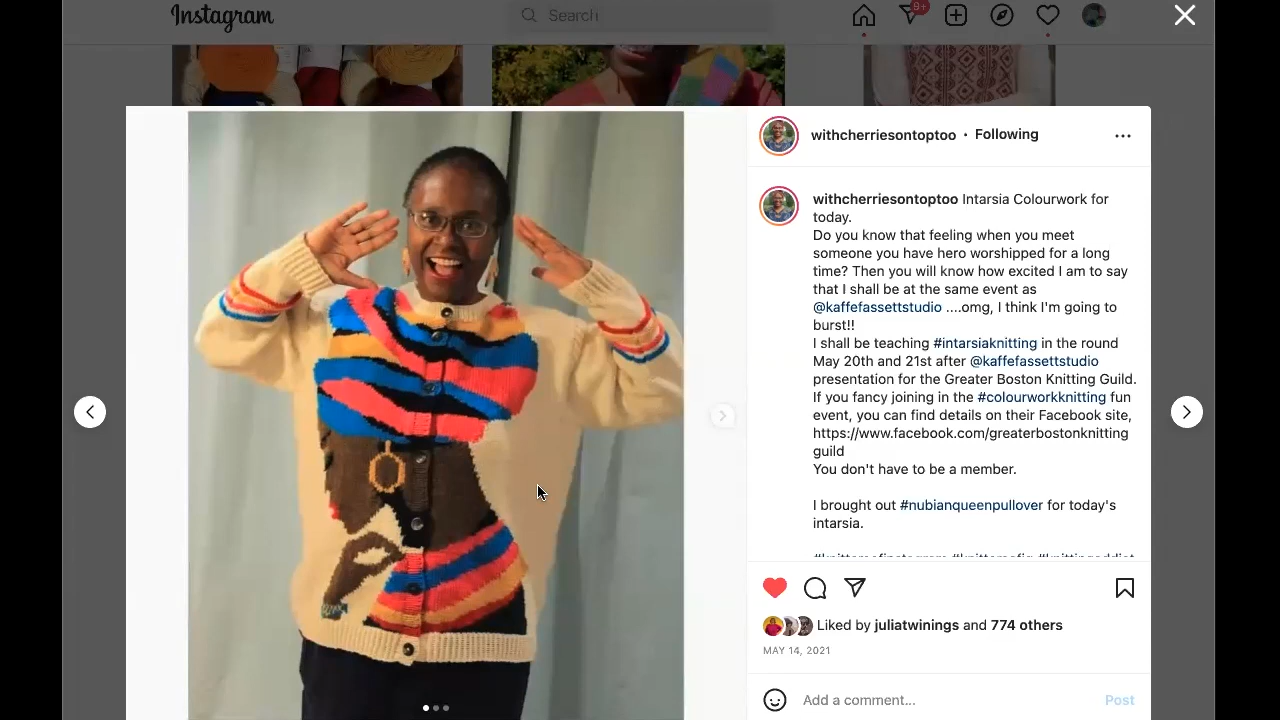 Instagram
Search
9+
withcherriesontoptoo • Following
withcherriesontoptoo Intarsia Colourwork for
today.
Do you know that feeling when you meet
someone you have hero worshipped for a long
time? Then you will know how excited I am to say
that I shall be at the same event as
@kaffefassettstudio ....omg, I think I'm going to
burst!!
I shall be teaching #intarsiaknitting in the round
May 20th and 21st after @kaffefassettstudio
presentation for the Greater Boston Knitting Guild.
If you fancy joining in the #colourworkknitting fun
event, you can find details on their Facebook site,
https://www.facebook.com/greaterbostonknitting
guild
You don't have to be a member.
I brought out #nubianqueenpullover for today's
intarsia.
Liked by juliatwinings and 774 others
MAY 14, 2021
Add a comment...
Post